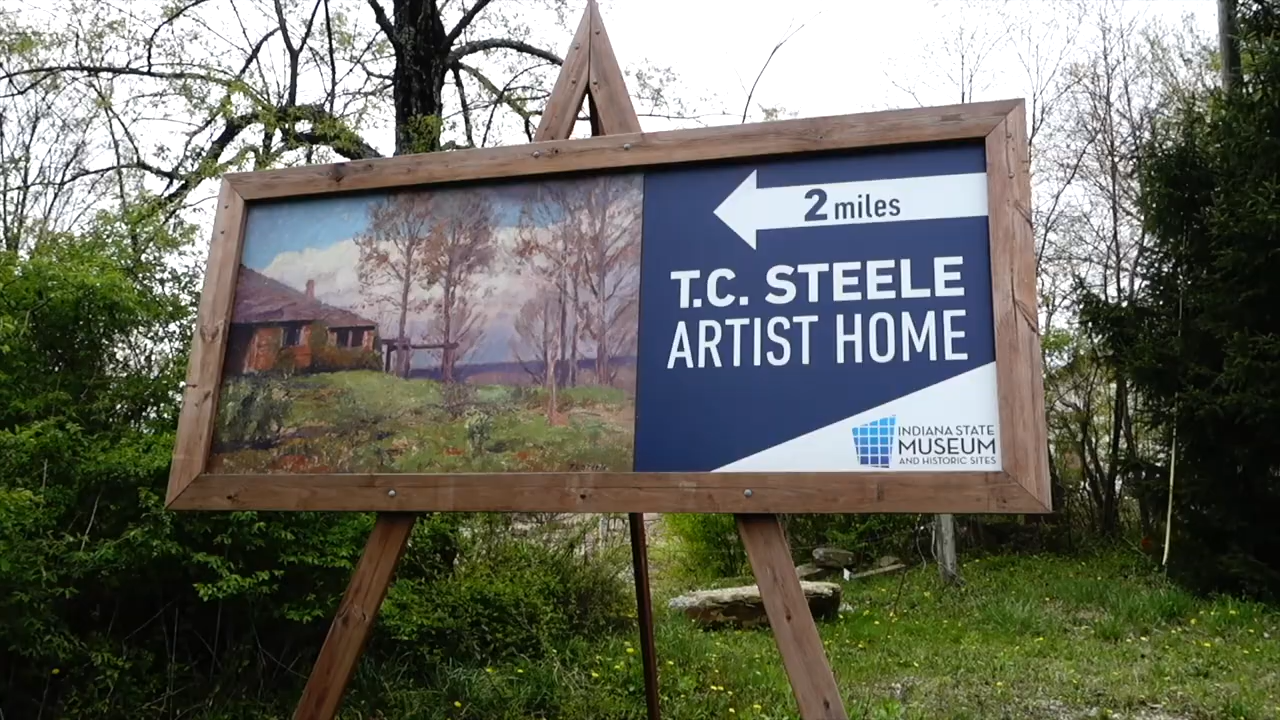 2 miles
T.C. STEELE
ARTIST HOME
INDIANA STATE
MUSEUM
AND HISTORIC SITES